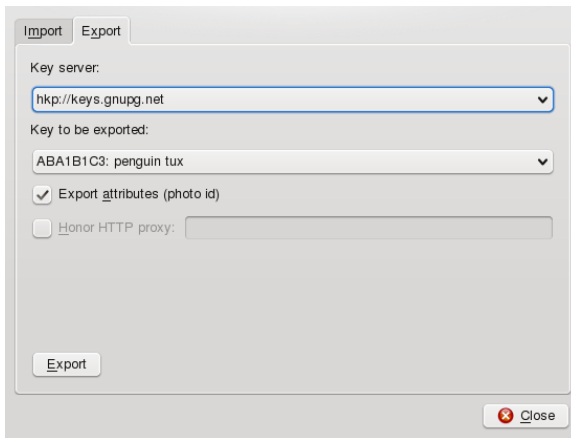 Import Export
Key server:
hkp://keys.gnupg.net
Key to be exported:
ABA1B1C3: penguin tux
Export attributes (photo id)
Honor HTTP proxy:
Export
Close